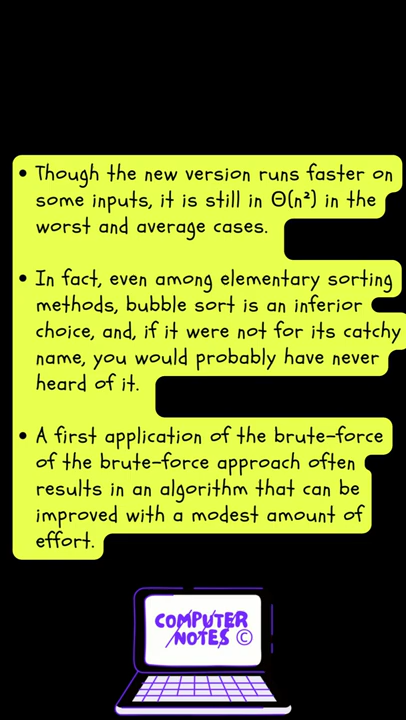 • Though the new version runs faster on
some inputs, it is still in Θ(n²) in the
worst and average cases.
• In fact, even among elementary sorting
methods, bubble sort is an inferior
choice, and, if it were not for its catchy
name, you would probably have never
heard of it.
• A first application of the brute-force
of the brute-force approach often
results in an algorithm that can be
improved with a modest amount of
effort.
COMPUTER
NOTES ©